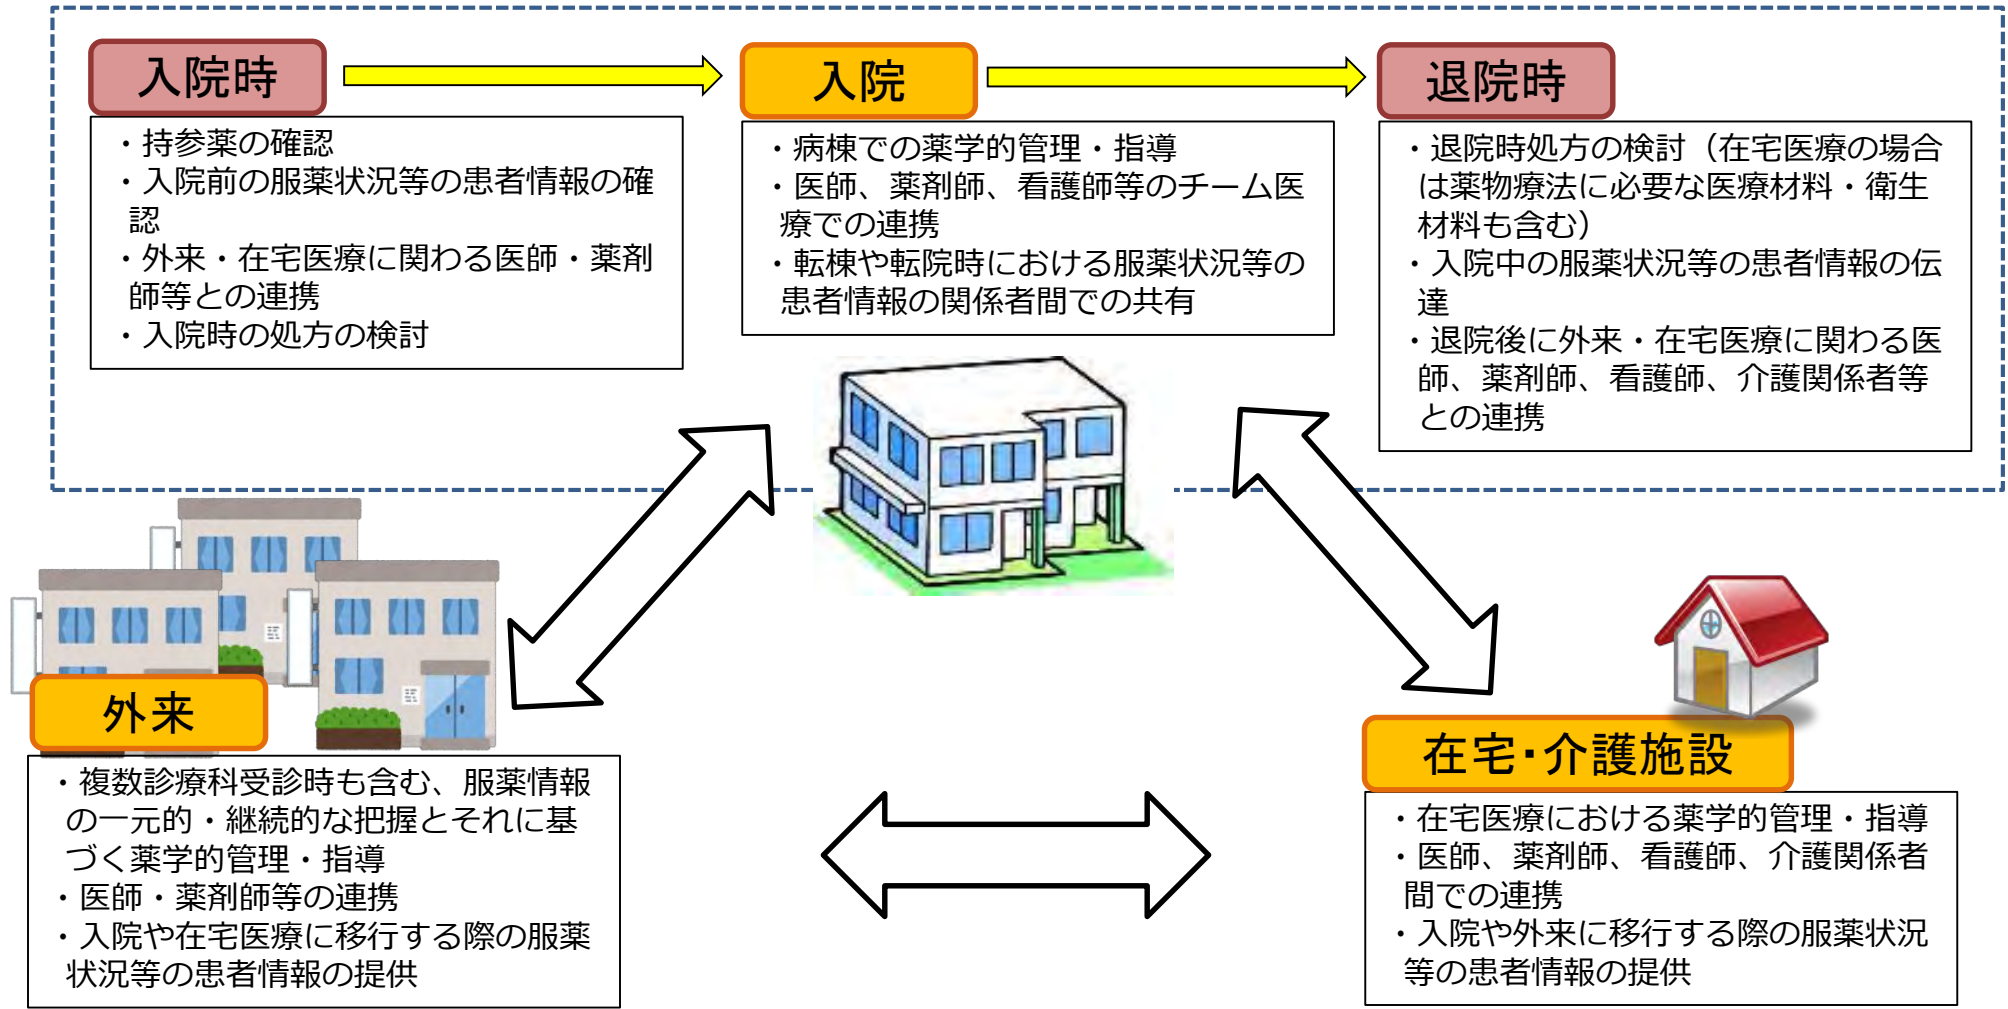 入院時
・持参薬の確認
・入院前の服薬状況等の患者情報の確
認
・外来・在宅医療に関わる医師・薬剤
師等との連携
・入院時の処方の検討
入院
・病棟での薬学的管理・指導
・医師、薬剤師、看護師等のチーム医
療での連携
・転棟や転院時における服薬状況等の
患者情報の関係者間での共有
退院時
・退院時処方の検討（在宅医療の場合
は薬物療法に必要な医療材料・衛生
材料も含む）
・入院中の服薬状況等の患者情報の伝
達
・退院後に外来・在宅医療に関わる医
師、薬剤師、看護師、介護関係者等
との連携
外来
・複数診療科受診時も含む、服薬情報
の一元的・継続的な把握とそれに基
づく薬学的管理・指導
・医師・薬剤師等の連携
・入院や在宅医療に移行する際の服薬
状況等の患者情報の提供
在宅・介護施設
・在宅医療における薬学的管理・指導
・医師、薬剤師、看護師、介護関係者
間での連携
・入院や外来に移行する際の服薬状況
等の患者情報の提供